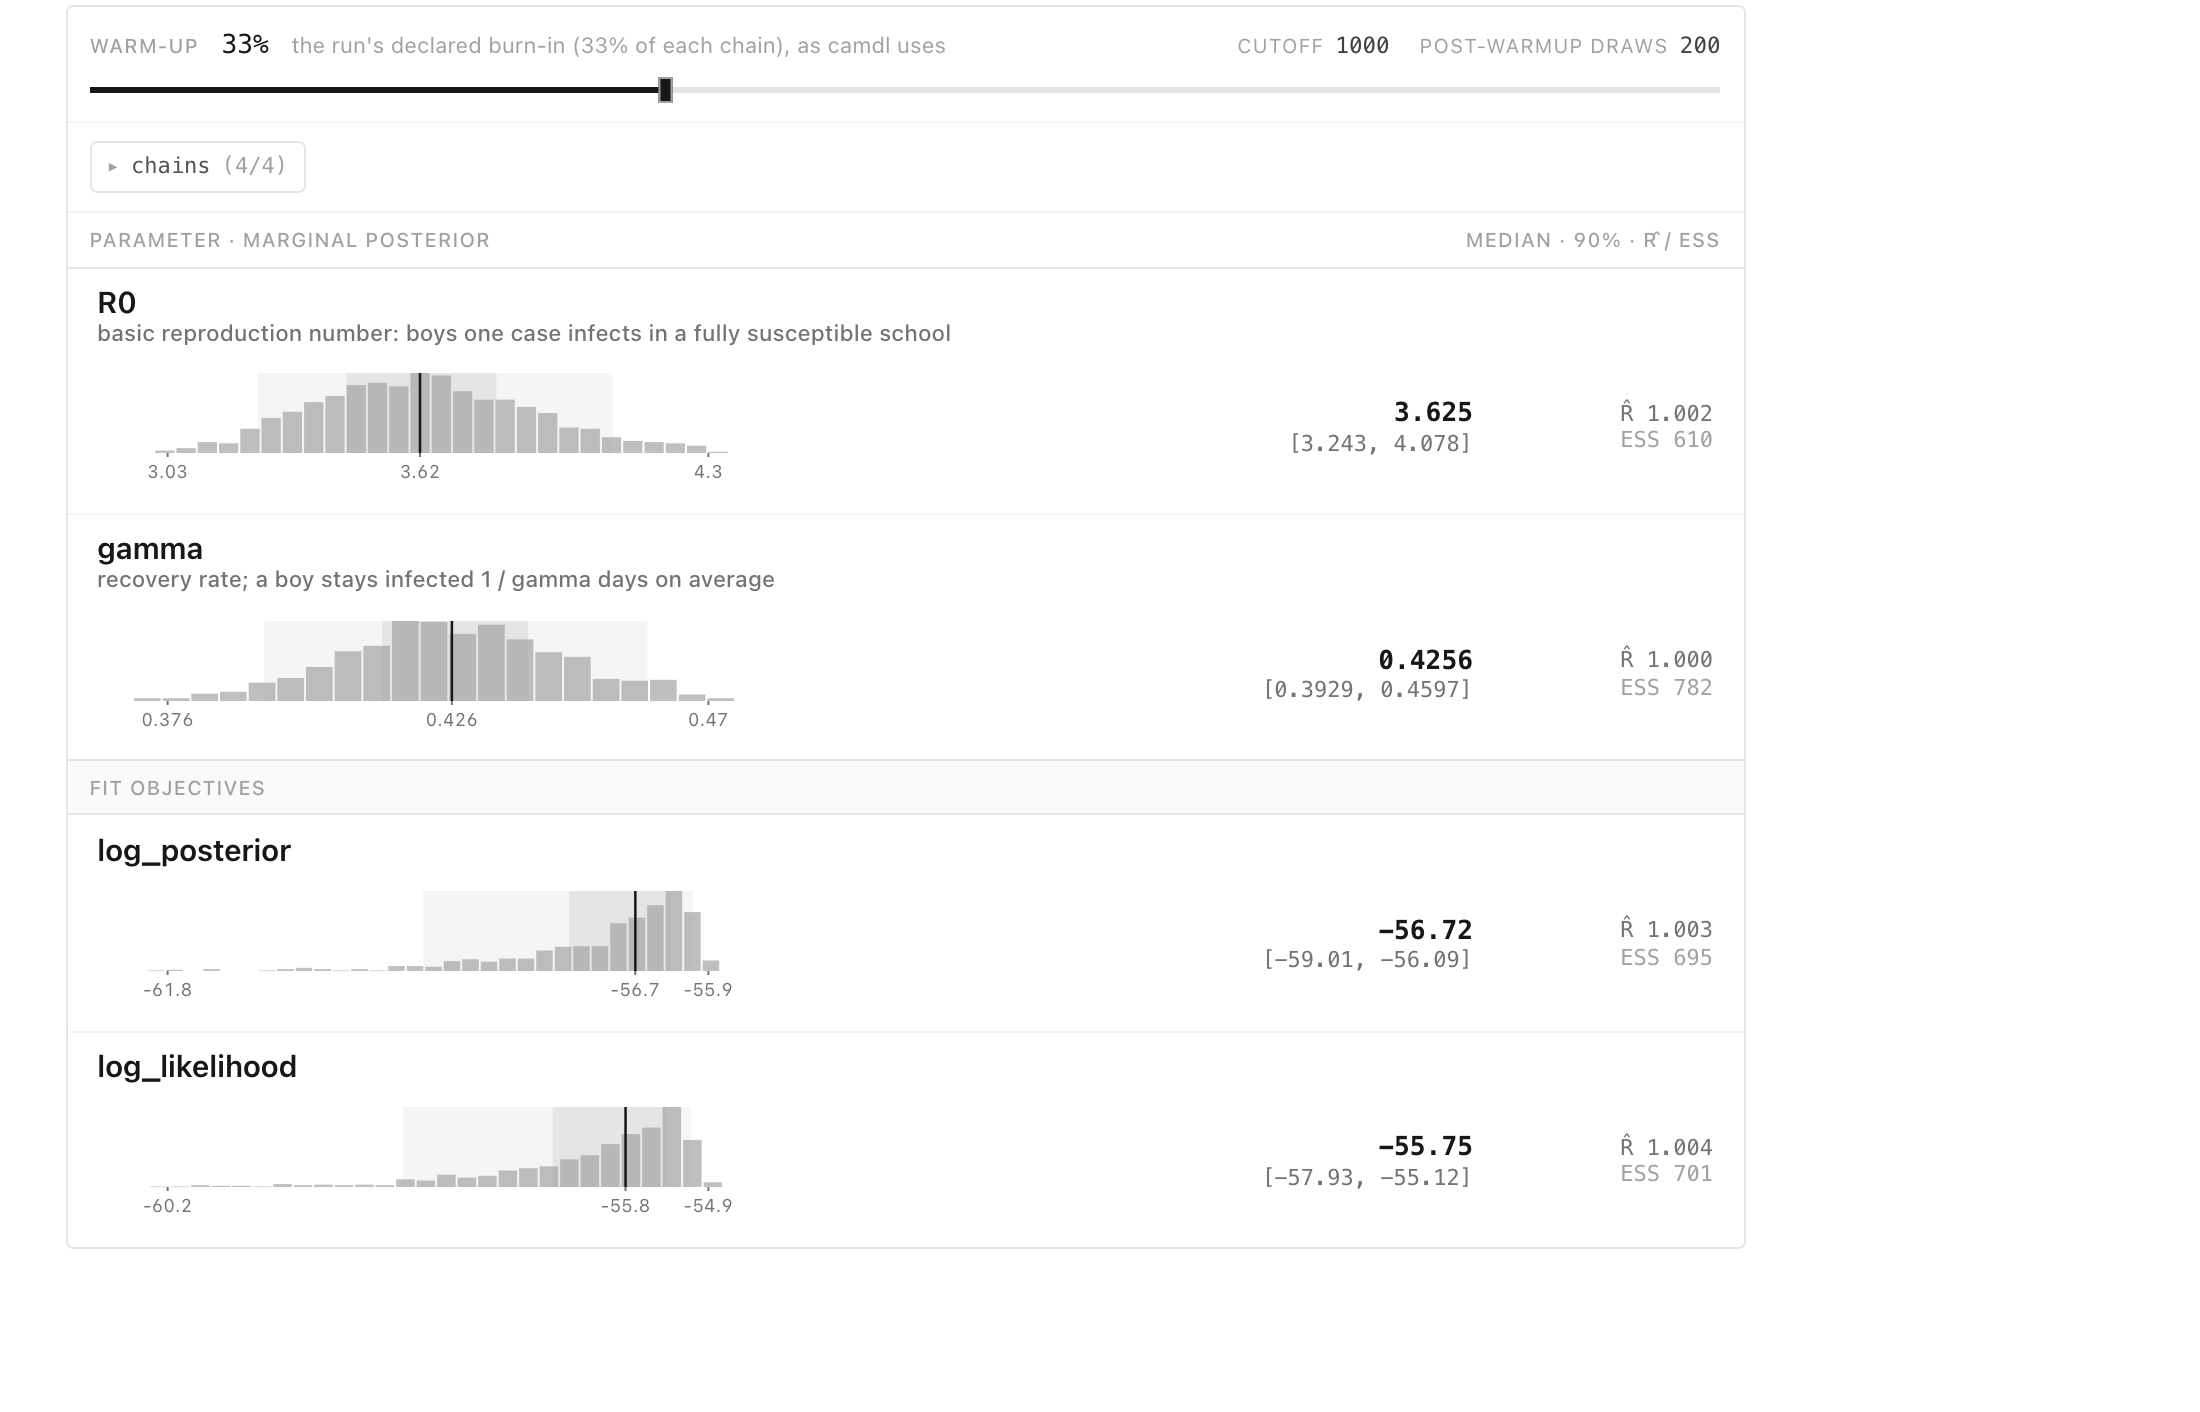 WARM-UP 33% the run's declared burn-in (33% of each chain), as camdl uses CUTOFF 1000 POST-WARMUP DRAWS 200
▸ chains (4/4)
PARAMETER · MARGINAL POSTERIOR MEDIAN · 90% · R̂ / ESS
R0
basic reproduction number: boys one case infects in a fully susceptible school
3.625 R̂ 1.002
[3.243, 4.078] ESS 610
3.03 3.62 4.3
gamma
recovery rate; a boy stays infected 1 / gamma days on average
0.4256 R̂ 1.000
[0.3929, 0.4597] ESS 782
0.376 0.426 0.47
FIT OBJECTIVES
log_posterior
−56.72 R̂ 1.003
[−59.01, −56.09] ESS 695
-61.8 -56.7 -55.9
log_likelihood
−55.75 R̂ 1.004
[−57.93, −55.12] ESS 701
-60.2 -55.8 -54.9